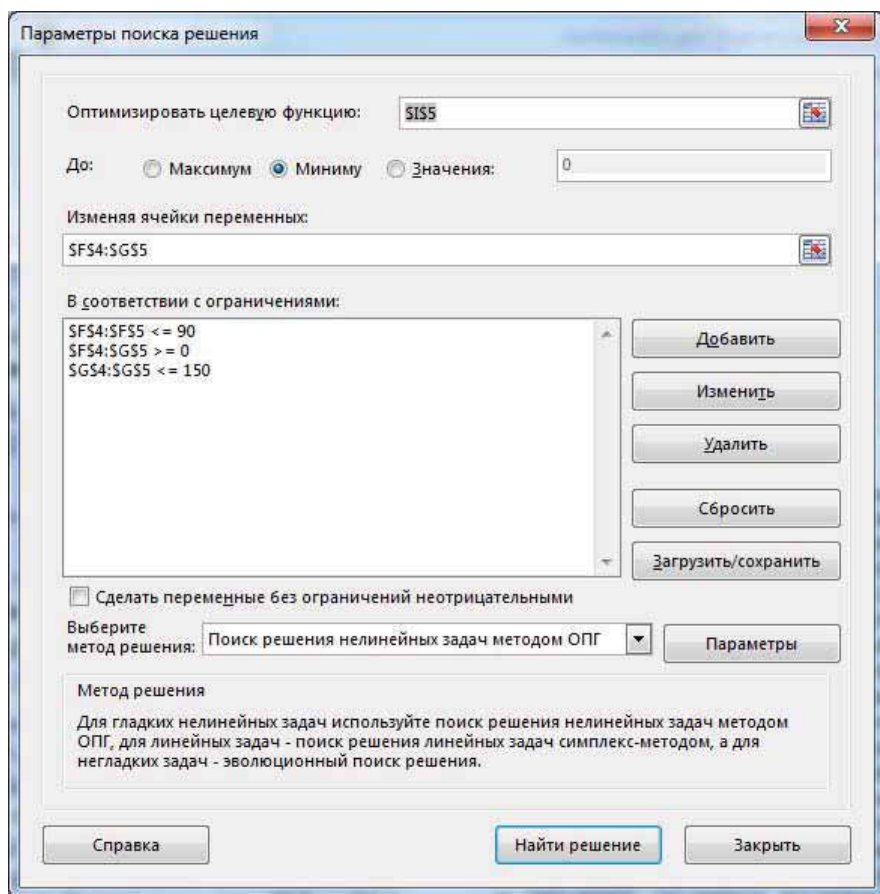 Параметры поиска решения
Оптимизировать целевую функцию: $I$5
До: Максимум Миниму Значения: 0
Изменяя ячейки переменных:
$F$4:$G$5
В соответствии с ограничениями:
$F$4:$F$5 <= 90
$F$4:$G$5 >= 0
$G$4:$G$5 <= 150
Добавить
Изменить
Удалить
Сбросить
Загрузить/сохранить
Сделать переменные без ограничений неотрицательными
Выберите
метод решения: Поиск решения нелинейных задач методом ОПГ Параметры
Метод решения
Для гладких нелинейных задач используйте поиск решения нелинейных задач методом
ОПГ, для линейных задач - поиск решения линейных задач симплекс-методом, а для
негладких задач - эволюционный поиск решения.
Справка Найти решение Закрыть